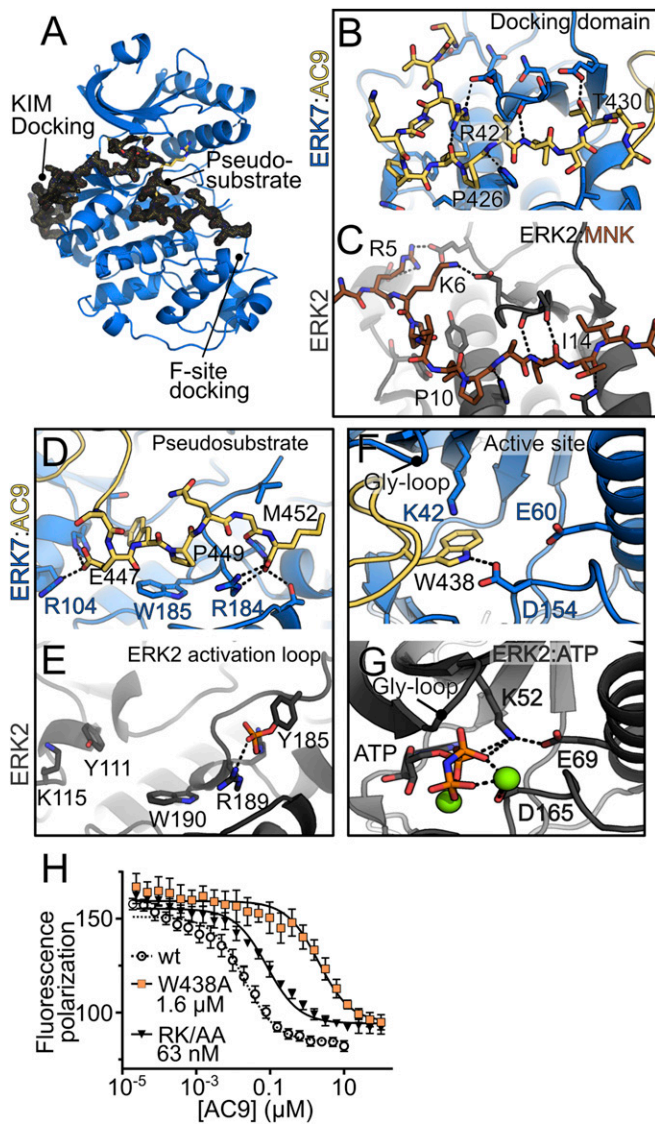 A
KIM
Docking
Pseudo-
substrate
F-site
docking
B
Docking domain
ERK7:AC9
R421
T430
P426
C
ERK2:MNK
ERK2
R5
K6
I14
P10
D
Pseudosubstrate
ERK7:AC9
M452
P449
E447
R104
W185
R184
E
ERK2 activation loop
ERK2
Y111
Y185
K115
W190
R189
F
Active site
Gly-loop
K42
E60
W438
D154
G
ERK2:ATP
Gly-loop
K52
ATP
E69
D165
H
Fluorescence
polarization
150
100
wt
W438A
1.6 µM
RK/AA
63 nM
10-5
10-3
0.1
10
[AC9] (µM)